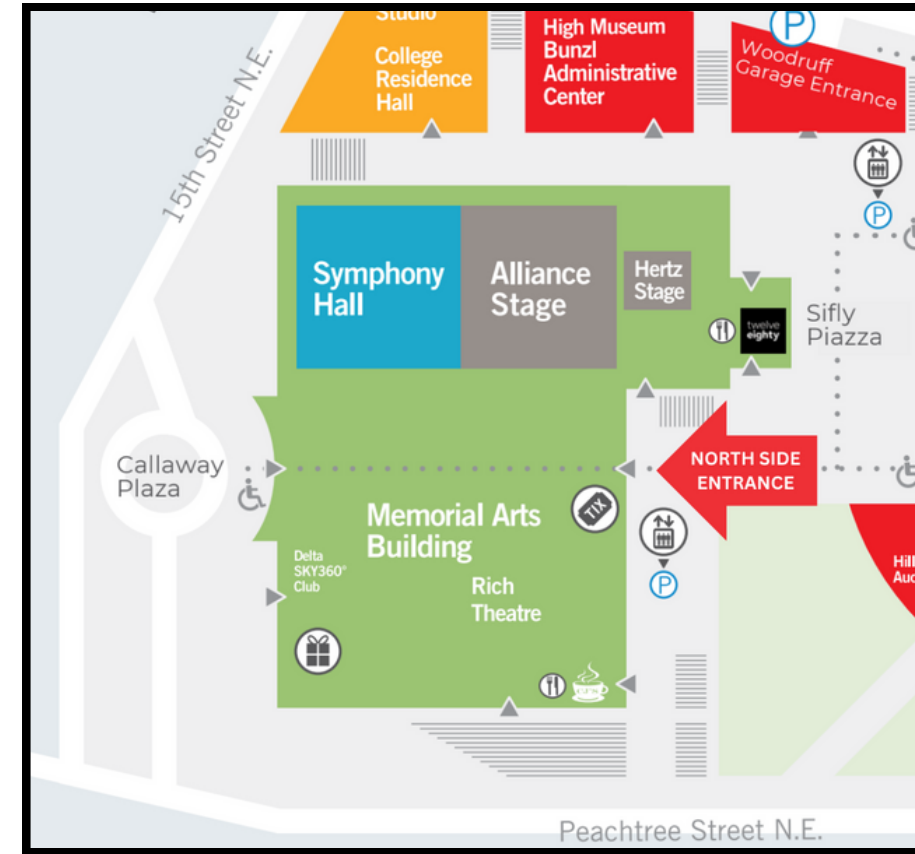 Studio
College
Residence
Hall
High Museum
Bunzl
Administrative
Center
P
Woodruff
Garage Entrance
15th Street N.E.
P
Symphony
Hall
Alliance
Stage
Hertz
Stage
twelve
eighty
Sifly
Piazza
Callaway
Plaza
NORTH SIDE
ENTRANCE
TIX
Memorial Arts
Building
Delta
SKY360°
Club
Rich
Theatre
P
Hill
Peachtree Street N.E.